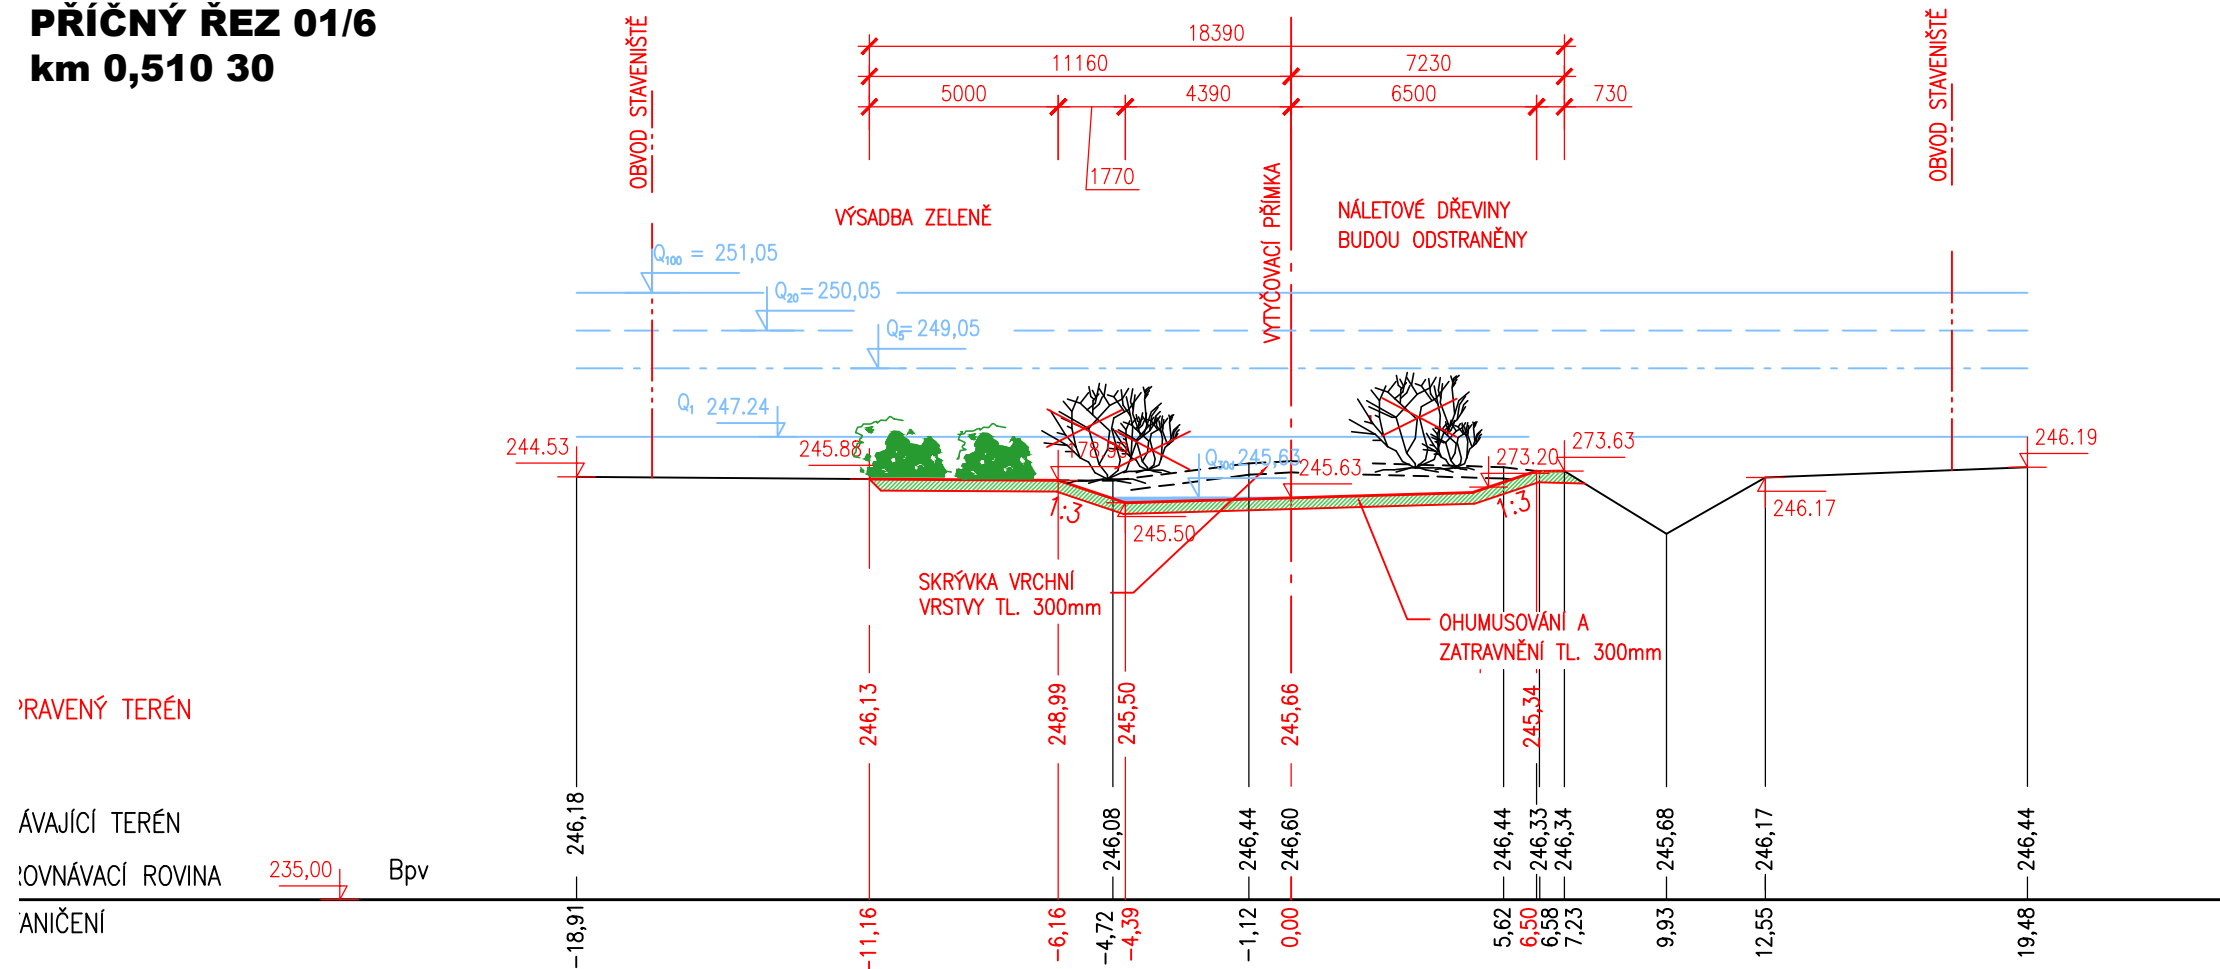 PŘÍČNÝ ŘEZ 01/6
km 0,510 30
OBVOD STAVENIŠTĚ
OBVOD STAVENIŠTĚ
18390
11160
7230
5000
4390
6500
730
1770
VYTYČOVACÍ PŘÍMKA
VÝSADBA ZELENĚ
NÁLETOVÉ DŘEVINY
BUDOU ODSTRANĚNY
Q100 = 251,05
Q20=250,05
Q5=249,05
Q1 247.24
244.53
245.88
245,63
245.63
273.20
273.63
246.19
246.17
1:3
1:3
245.50
SKRÝVKA VRCHNÍ
VRSTVY TL. 300mm
OHUMUSOVÁNÍ A
ZATRAVNĚNÍ TL. 300mm
PRAVENÝ TERÉN
246,13
248,99
245,50
245,66
245,34
ÁVAJÍCÍ TERÉN
246,18
246,08
246,44
246,60
246,44
246,33
246,34
245,68
246,17
246,44
ROVNÁVACÍ ROVINA
235,00
Bpv
ANIČENÍ
-18,91
-11,16
-6,16
-4,72
-4,39
-1,12
0,00
5,62
6,50
6,58
7,23
9,93
12,55
19,48